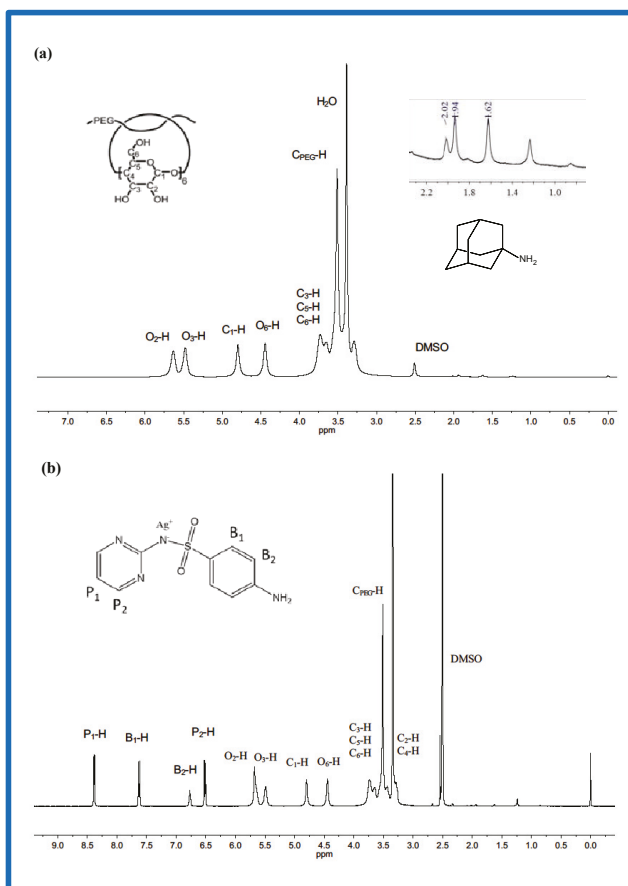 (a)
PEG
OH
C₆
C₅
O
C₄
C₁
O
6
C₃
C₂
HO
OH
H₂O
C_PEG-H
C₃-H
C₅-H
C₆-H
O₂-H
O₃-H
C₁-H
O₆-H
DMSO
2.02
1.94
1.62
2.2 1.8 1.4 1.0
NH₂
7.0 6.5 6.0 5.5 5.0 4.5 4.0 3.5 3.0 2.5 2.0 1.5 1.0 0.5 0.0
ppm
(b)
Ag⁺
N
N⁻
O
S
O
N
B₁
B₂
P₁
P₂
NH₂
P₁-H
B₁-H
B₂-H
P₂-H
O₂-H
O₃-H
C₁-H
O₆-H
C₃-H
C₅-H
C₆-H
C_PEG-H
C₂-H
C₄-H
DMSO
9.0 8.5 8.0 7.5 7.0 6.5 6.0 5.5 5.0 4.5 4.0 3.5 3.0 2.5 2.0 1.5 1.0 0.5 0.0
ppm